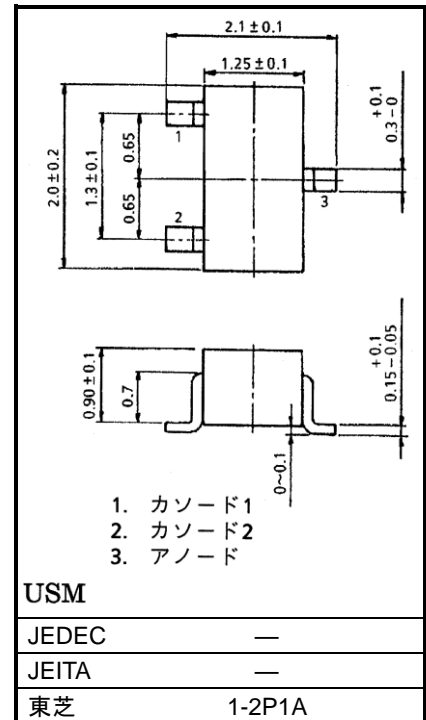 2.1±0.1
1.25±0.1
+0.1
0.3-0
2.0±0.2
1.3±0.1
0.65
0.65
1
2
3
0.90±0.1
0.7
+0.1
0.15-0.05
0~0.1
1. カソード1
2. カソード2
3. アノード
USM
JEDEC —
JEITA —
東芝 1-2P1A